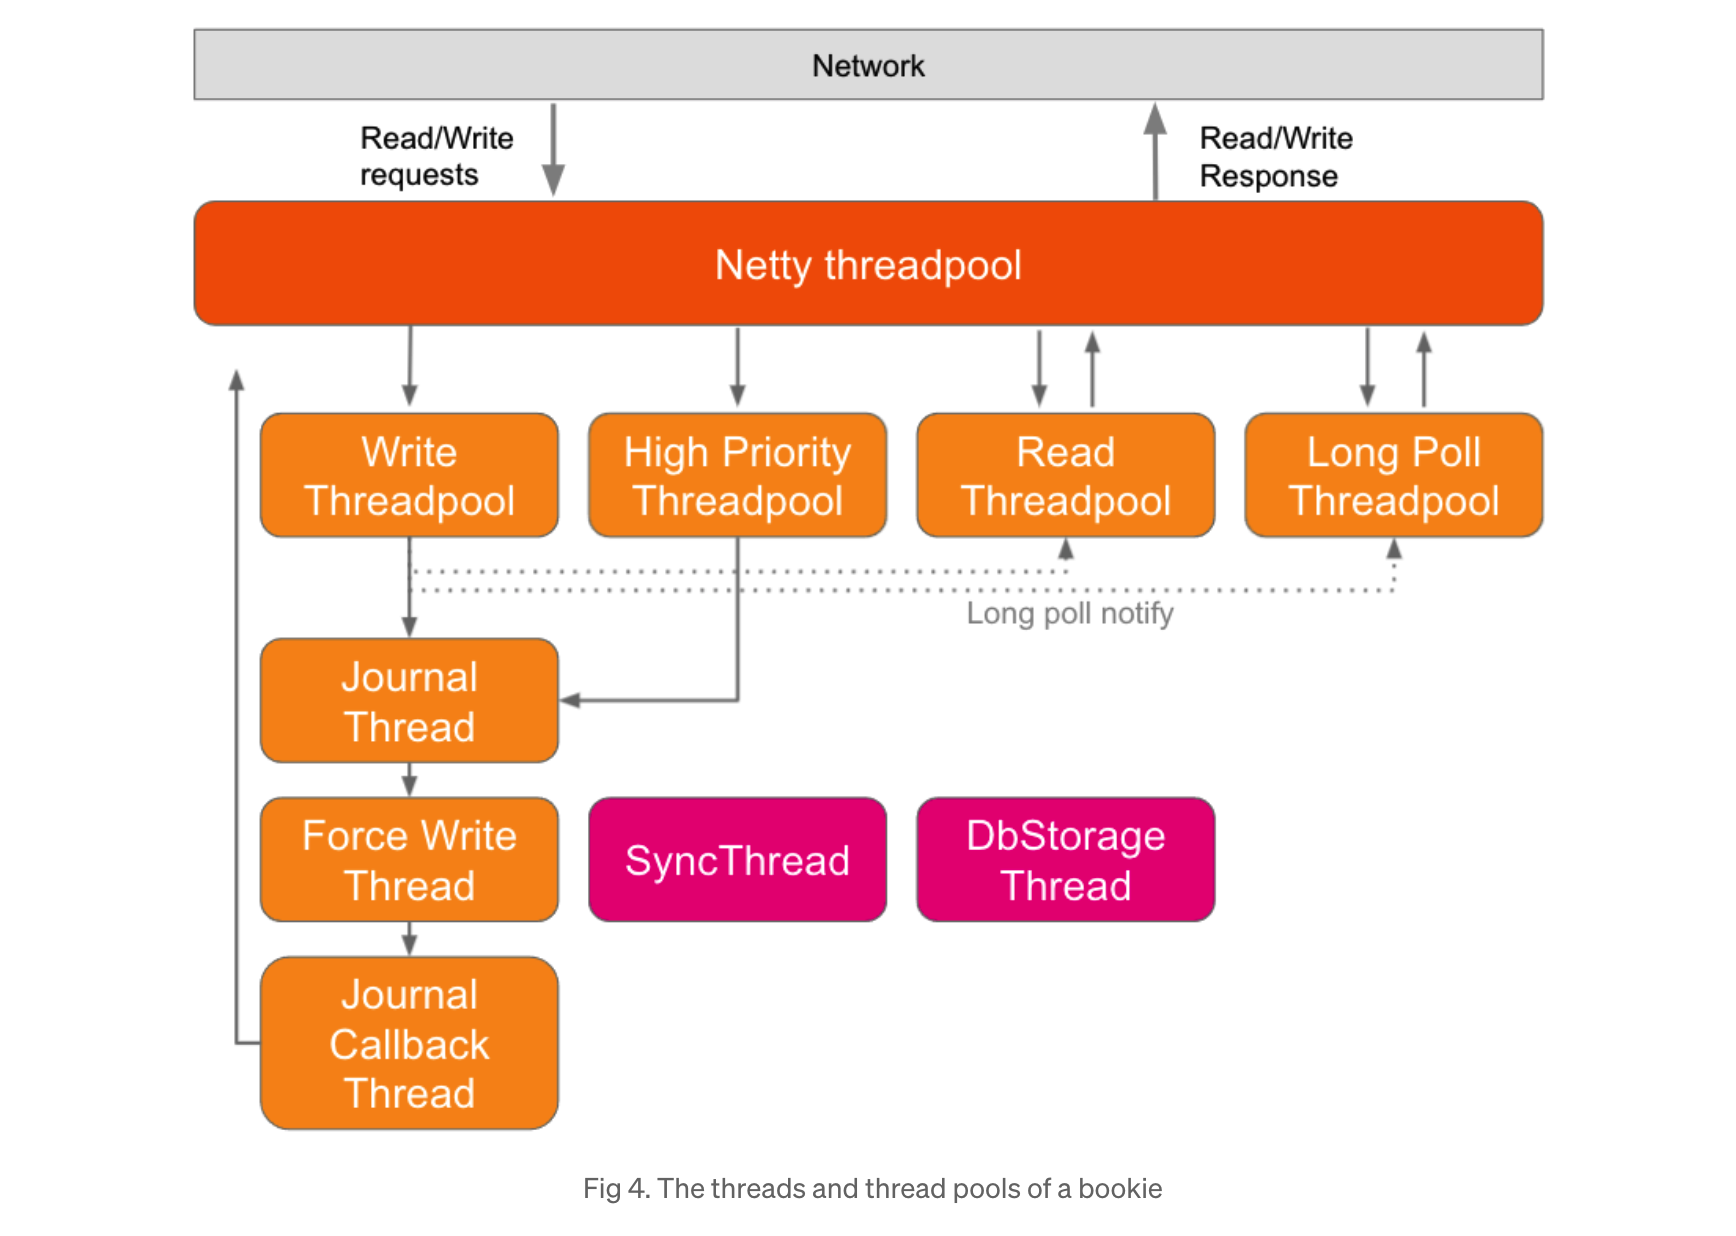 Network
Read/Write
requests
Read/Write
Response
Netty threadpool
Write
Threadpool
High Priority
Threadpool
Read
Threadpool
Long Poll
Threadpool
Long poll notify
Journal
Thread
Force Write
Thread
SyncThread
DbStorage
Thread
Journal
Callback
Thread
Fig 4. The threads and thread pools of a bookie